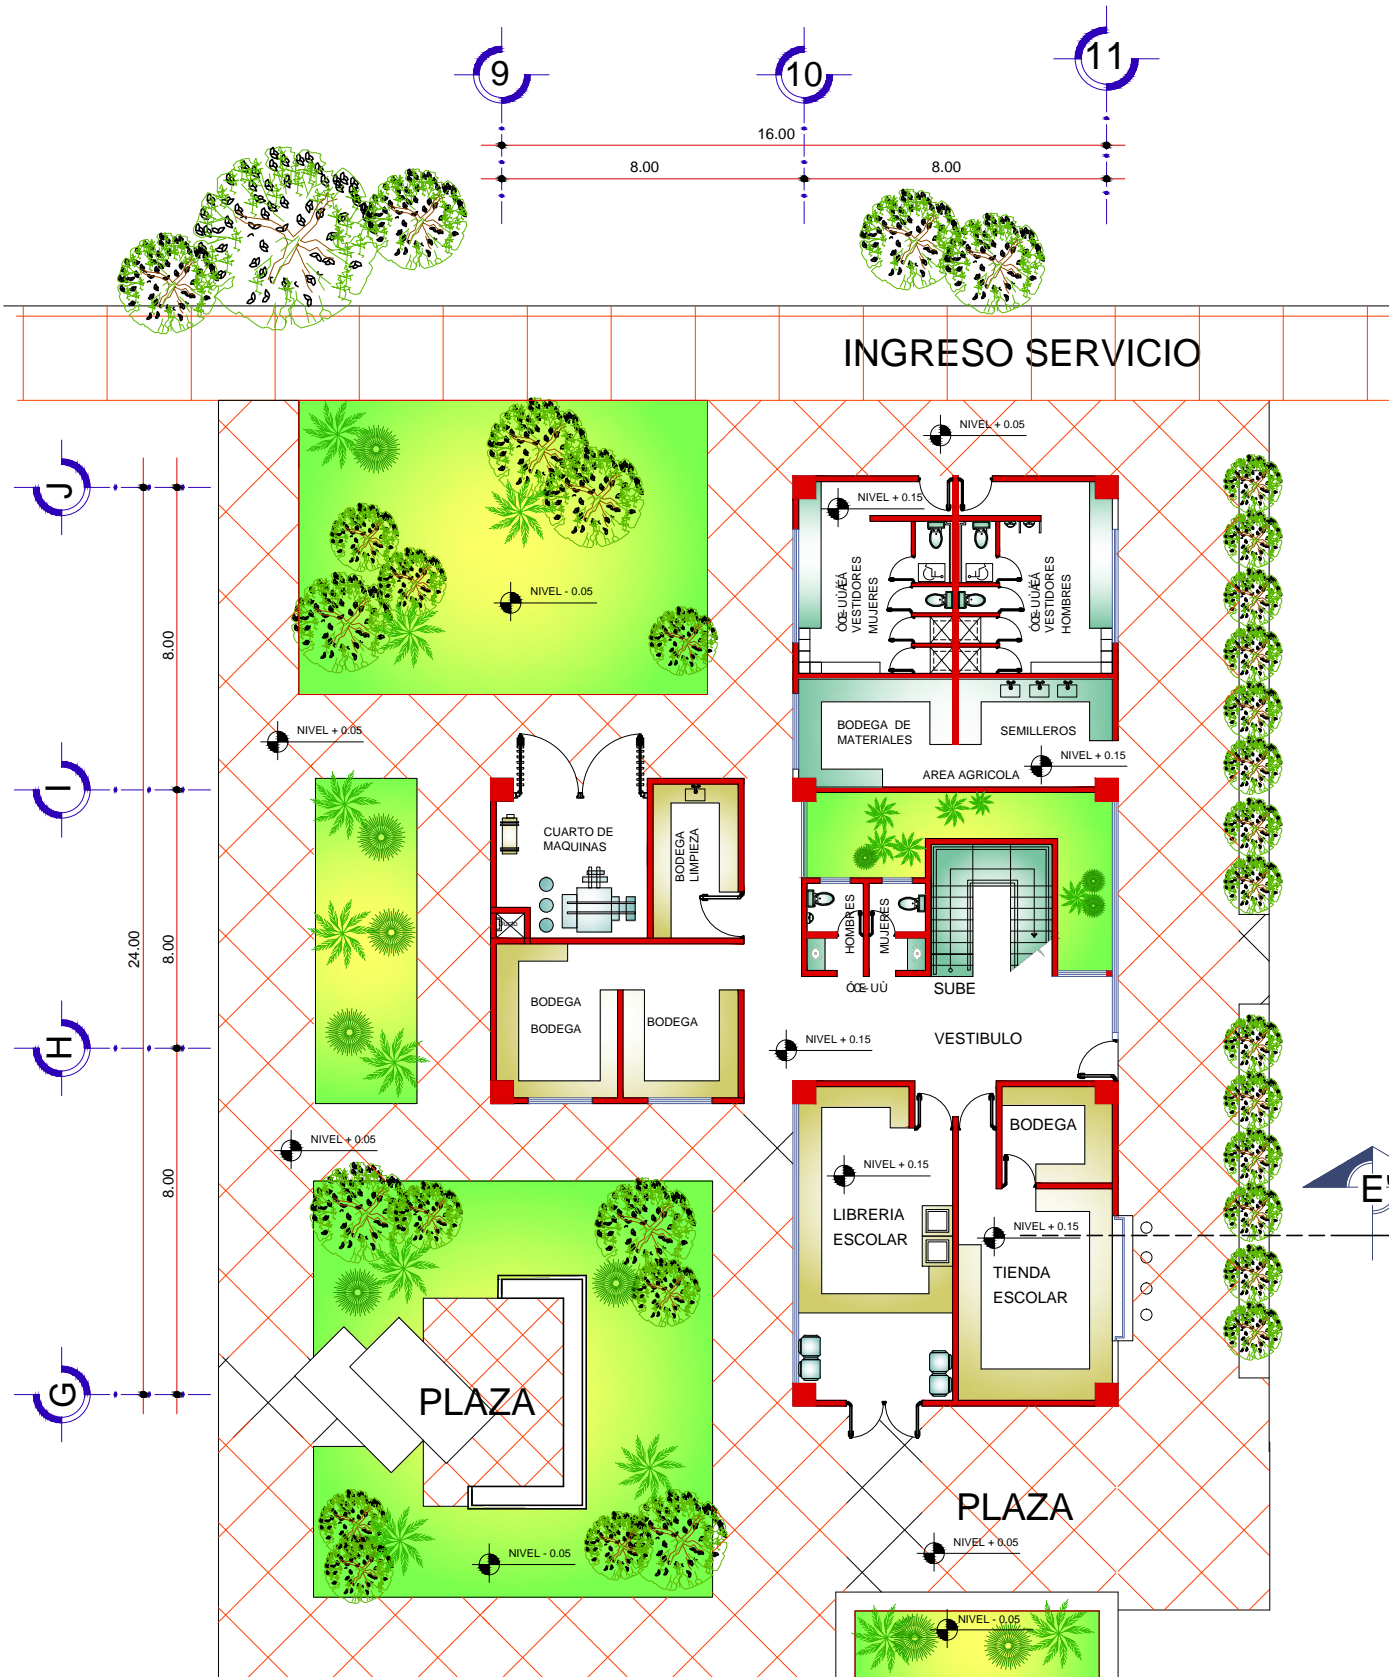 9
10
11
16.00
8.00
8.00
INGRESO SERVICIO
NIVEL + 0.05
J
NIVEL + 0.15
VESTIDORES
MUJERES
VESTIDORES
HOMBRES
NIVEL - 0.05
8.00
NIVEL + 0.05
BODEGA DE
MATERIALES
SEMILLEROS
NIVEL + 0.15
AREA AGRICOLA
I
CUARTO DE
MAQUINAS
BODEGA
LIMPIEZA
HOMBRES
MUJERES
24.00
8.00
SUBE
BODEGA
BODEGA
BODEGA
VESTIBULO
NIVEL + 0.15
H
NIVEL + 0.05
BODEGA
NIVEL + 0.15
8.00
E'
LIBRERIA
ESCOLAR
NIVEL + 0.15
TIENDA
ESCOLAR
G
PLAZA
PLAZA
NIVEL + 0.05
NIVEL - 0.05
NIVEL - 0.05